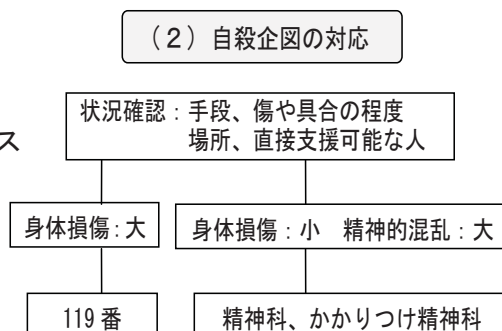 （２）自殺企図の対応
状況確認：手段、傷や具合の程度
場所、直接支援可能な人
ス
身体損傷：大
身体損傷：小　精神的混乱：大
119 番
精神科、かかりつけ精神科